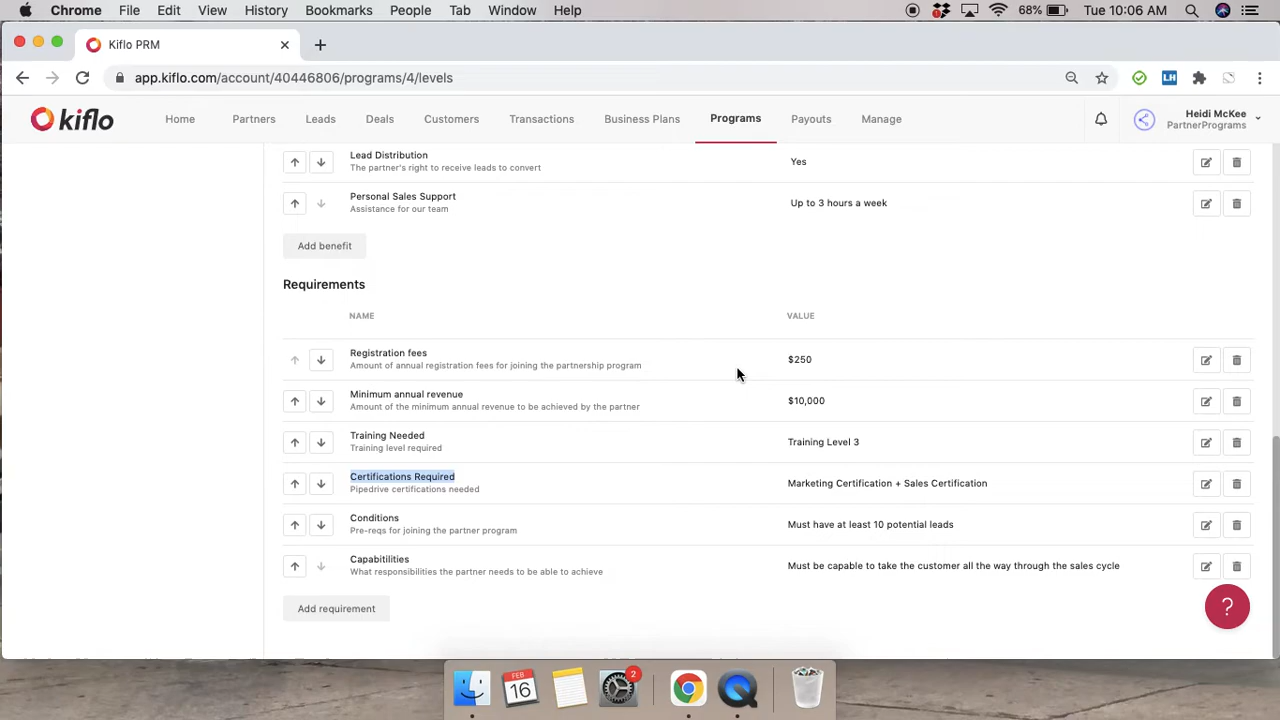 Chrome File Edit View History Bookmarks People Tab Window Help 68% Tue 10:06 AM
Kiflo PRM
app.kiflo.com/account/40446806/programs/4/levels
LH
kiflo Home Partners Leads Deals Customers Transactions Business Plans Programs Payouts Manage
Heidi McKee
PartnerPrograms
Lead Distribution
The partner's right to receive leads to convert
Yes
Personal Sales Support
Assistance for our team
Up to 3 hours a week
Add benefit
Requirements
NAME VALUE
Registration fees
Amount of annual registration fees for joining the partnership program
$250
Minimum annual revenue
Amount of the minimum annual revenue to be achieved by the partner
$10,000
Training Needed
Training level required
Training Level 3
Certifications Required
Pipedrive certifications needed
Marketing Certification + Sales Certification
Conditions
Pre-reqs for joining the partner program
Must have at least 10 potential leads
Capabitilities
What responsibilities the partner needs to be able to achieve
Must be capable to take the customer all the way through the sales cycle
Add requirement
?
FEB
16
2